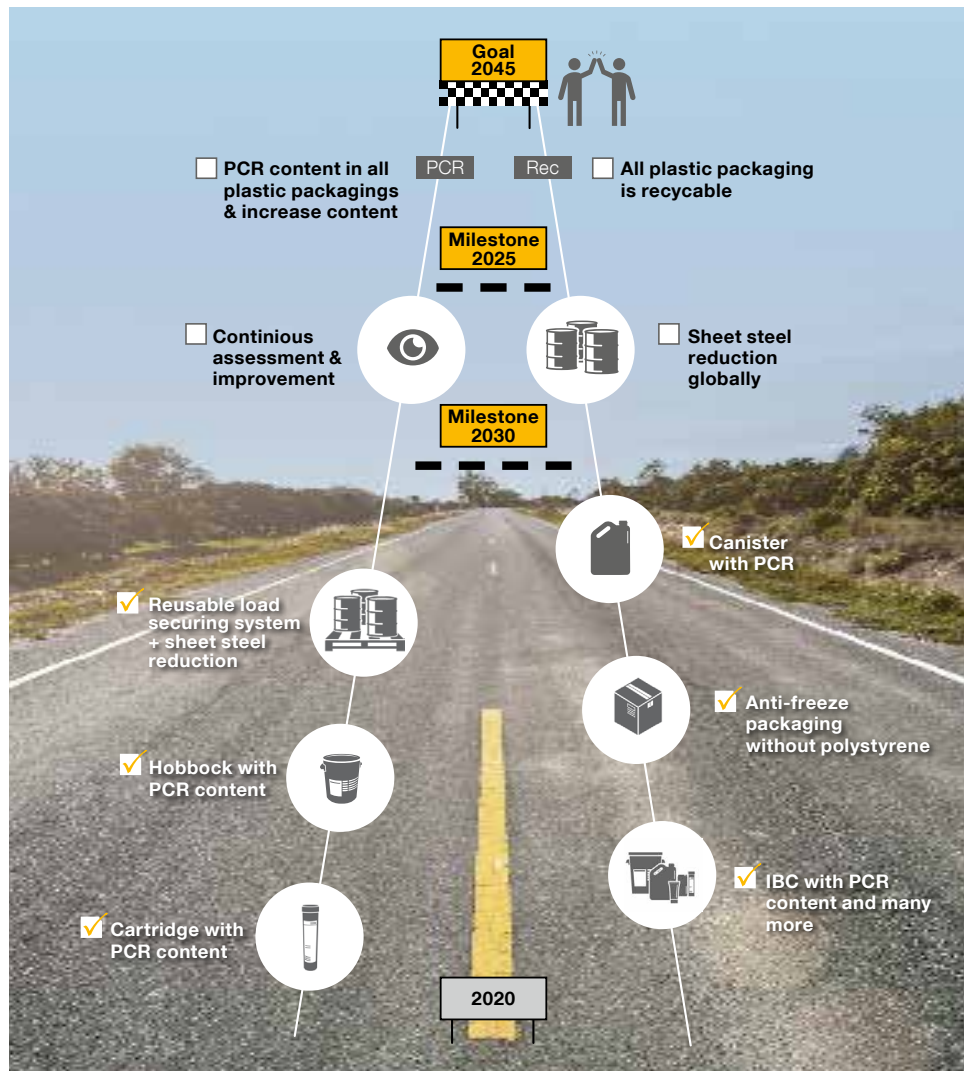 Goal
2045
PCR content in all
plastic packagings
& increase content
PCR
Rec
All plastic packaging
is recycable
Milestone
2025
Continious
assessment &
improvement
Sheet steel
reduction
globally
Milestone
2030
Canister
with PCR
Reusable load
securing system
+ sheet steel
reduction
Anti-freeze
packaging
without polystyrene
Hobbock with
PCR content
IBC with PCR
content and many
more
Cartridge with
PCR content
2020